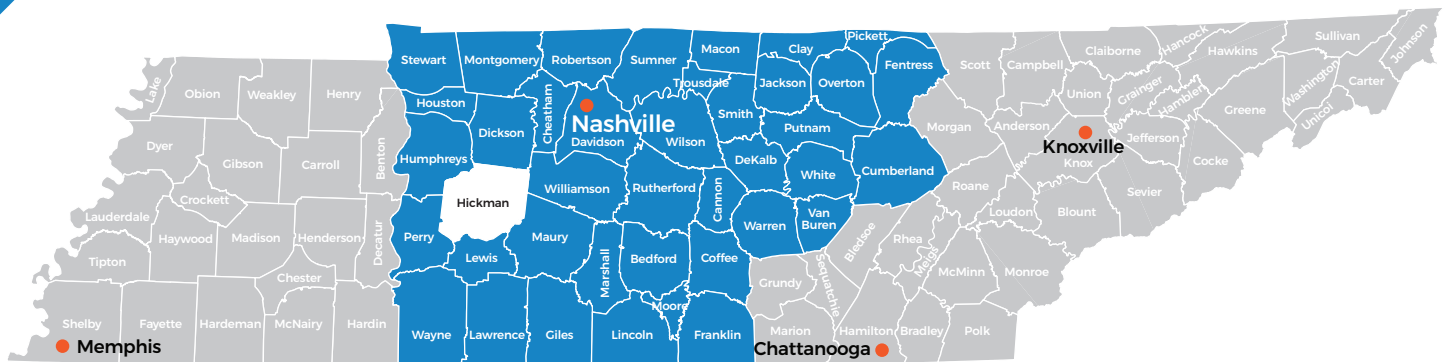 Lake
Obion
Weakley
Henry
Dyer
Gibson
Carroll
Benton
Crockett
Lauderdale
Haywood
Madison
Henderson
Decatur
Tipton
Chester
Shelby
Fayette
Hardeman
McNairy
Hardin
Memphis
Stewart
Montgomery
Robertson
Sumner
Macon
Clay
Pickett
Fentress
Trousdale
Jackson
Overton
Houston
Dickson
Cheatham
Nashville
Davidson
Wilson
Smith
Putnam
Humphreys
DeKalb
White
Cumberland
Hickman
Williamson
Rutherford
Cannon
Warren
Van
Buren
Perry
Lewis
Maury
Marshall
Bedford
Coffee
Moore
Wayne
Lawrence
Giles
Lincoln
Franklin
Scott
Campbell
Claiborne
Hancock
Hawkins
Sullivan
Johnson
Union
Grainger
Hamblen
Greene
Washington
Carter
Unicoi
Morgan
Anderson
Knoxville
Knox
Jefferson
Cocke
Roane
Loudon
Blount
Sevier
Bledsoe
Rhea
Meigs
McMinn
Monroe
Grundy
Sequatchie
Marion
Hamilton
Bradley
Polk
Chattanooga